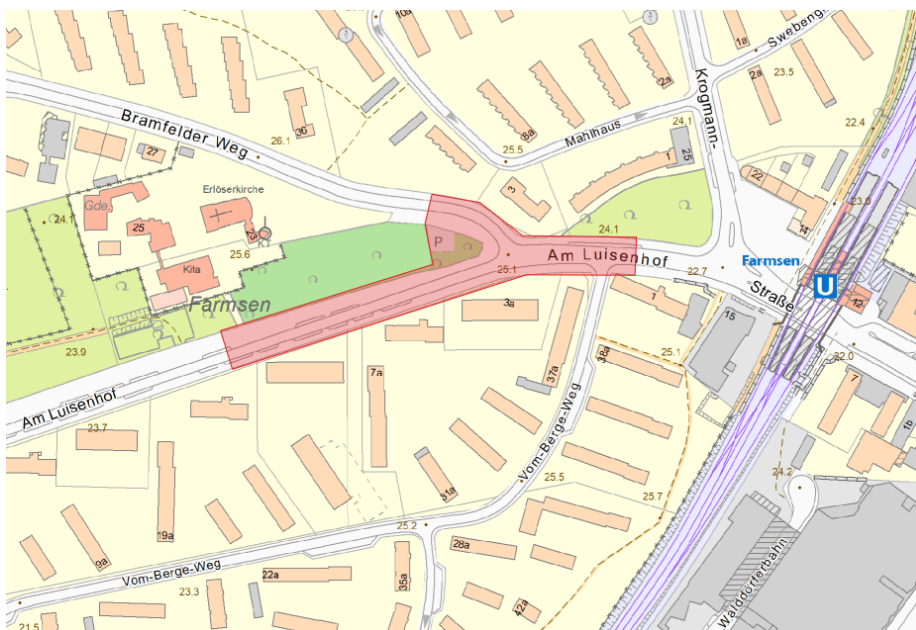 10a
Swebeng
1a
2a
23.5
Krogmann-
Bramfelder Weg
36
26.1
8a
2a
Mahlhaus
24.1
25.5
22.4
27
Erlöserkirche
1
25
22
3
Gde.
24.1
25
23
23.0
14
25.6
P
24.1
Am Luisenhof
25.1
Farmsen
22.7
U
Kita
Farmsen
Straße
12
3a
1
15
22.0
23.9
38a
25.1
37a
7a
7
Am Luisenhof
23.7
1b
Vom-Berge-Weg
24.2
25.5
31a
25.7
19a
25.2
9a
28a
Vom-Berge-Weg
22a
35a
23.3
42a
21.5
Walddörferbahn